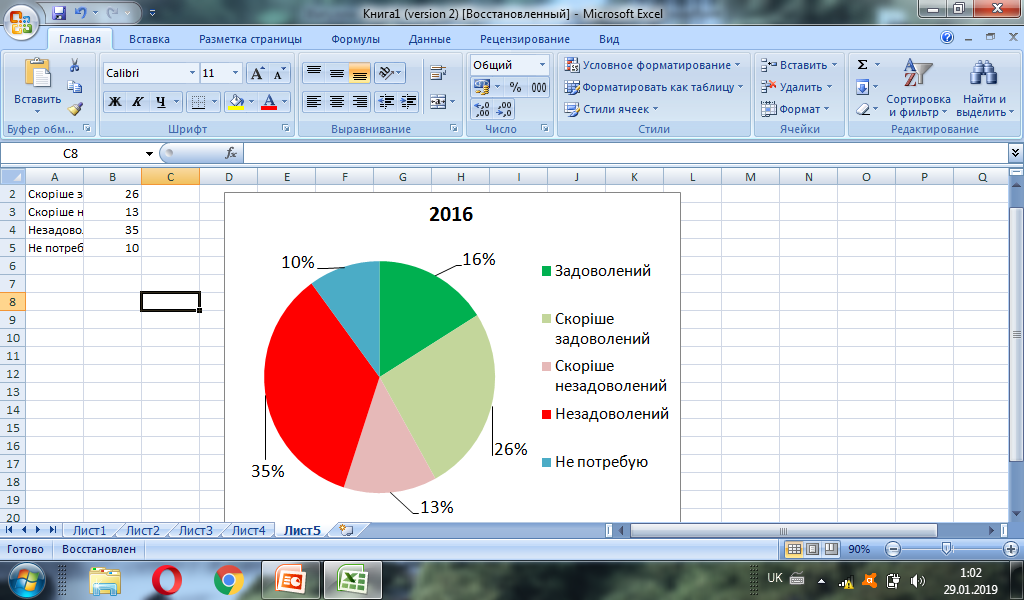 Книга1 (version 2) [Восстановленный] - Microsoft Excel
Главная Вставка Разметка страницы Формулы Данные Рецензирование Вид
Вставить
Calibri 11
Ж К Ч
Общий
% 000
Условное форматирование
Форматировать как таблицу
Стили ячеек
Вставить
Удалить
Формат
Σ
Сортировка и фильтр
Найти и выделить
Буфер обм... Шрифт Выравнивание Число Стили Ячейки Редактирование
C8 fx
A B C D E F G H I J K L M N O P Q
2 Скоріше з 26
3 Скоріше н 13
4 Незадовол 35
5 Не потреб 10
6
7
8
9
10
11
12
13
14
15
16
17
18
19
20
2016
10% 16%
26%
35%
13%
Задоволений
Скоріше
задоволений
Скоріше
незадоволений
Незадоволений
Не потребую
Лист1 Лист2 Лист3 Лист4 Лист5
Готово Восстановлен 90%
UK 1:02
29.01.2019